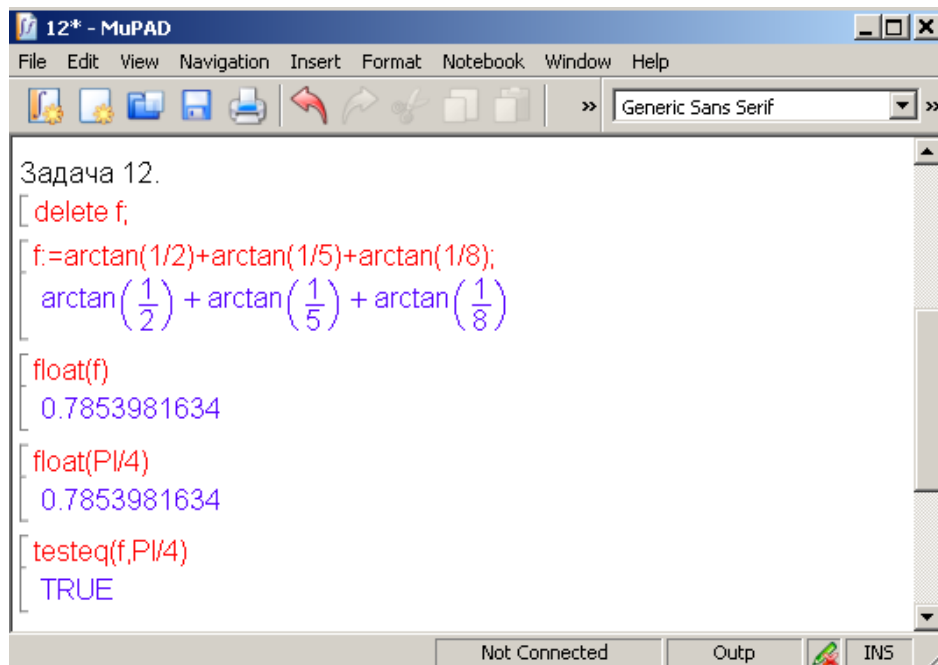 12* - MuPAD
File Edit View Navigation Insert Format Notebook Window Help
» Generic Sans Serif »
Задача 12.
delete f;
f:=arctan(1/2)+arctan(1/5)+arctan(1/8);
arctan(1/2) + arctan(1/5) + arctan(1/8)
float(f)
0.7853981634
float(PI/4)
0.7853981634
testeq(f,PI/4)
TRUE
Not Connected Outp INS